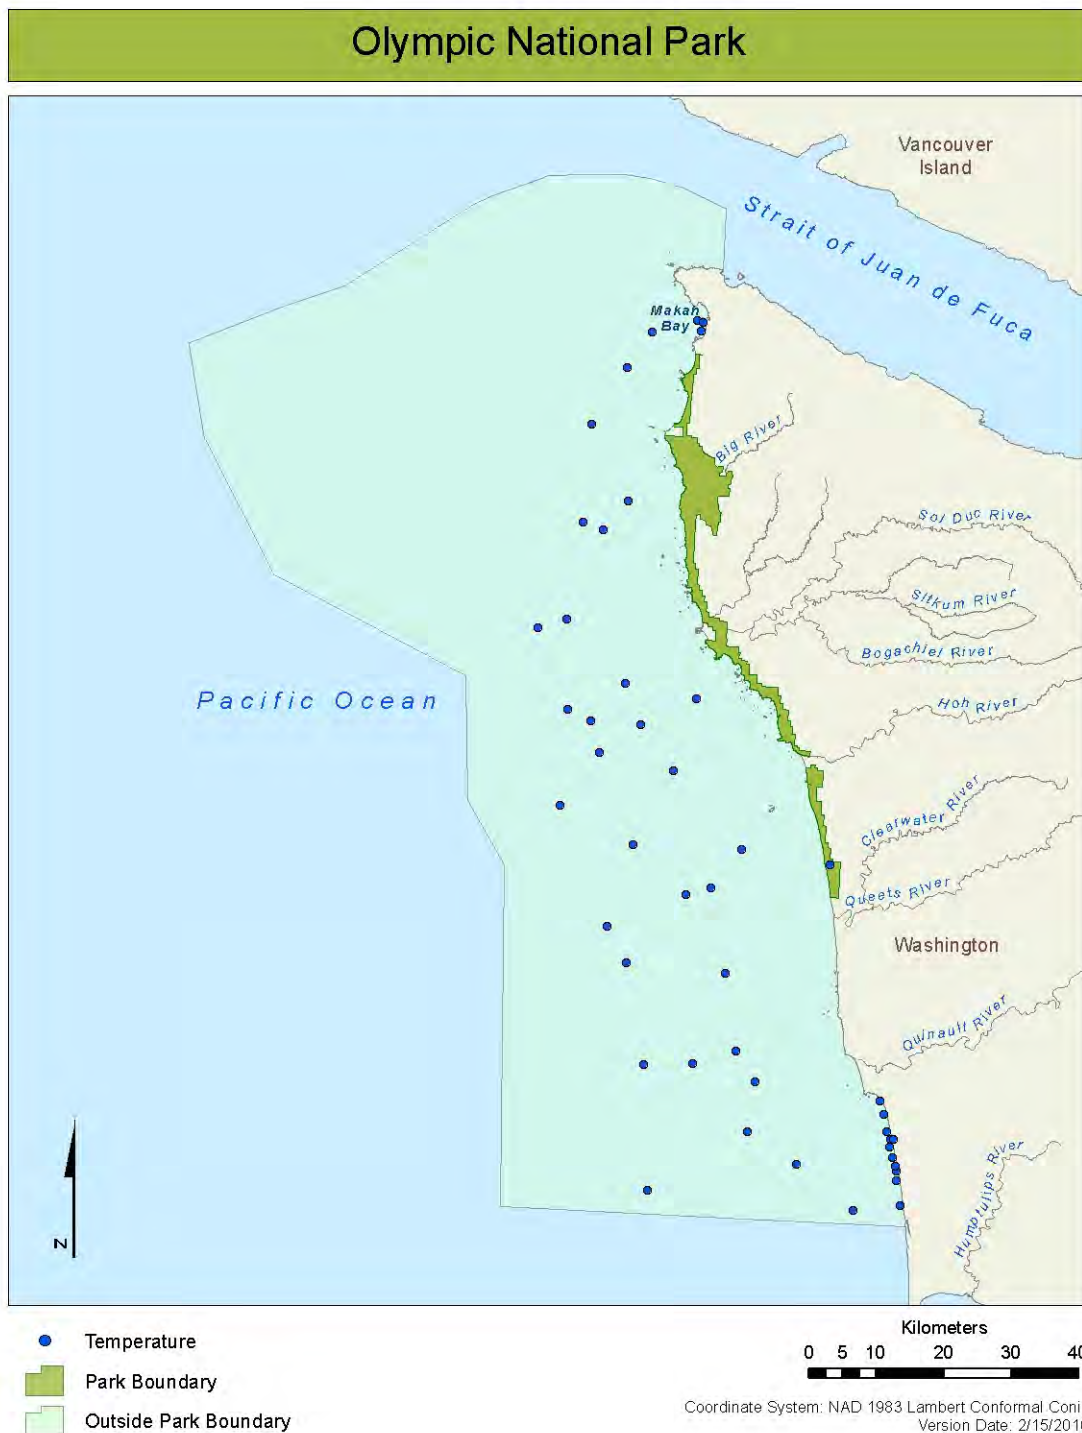 Olympic National Park
Vancouver
Island
Strait of Juan de Fuca
Makah
Bay
Big River
Sol Duc River
Sitkum River
Bogachiel River
Pacific Ocean
Hoh River
Clearwater River
Queets River
Washington
Quinault River
Humptulips River
N
Kilometers
0 5 10 20 30 40
Temperature
Park Boundary
Outside Park Boundary
Coordinate System: NAD 1983 Lambert Conformal Coni
Version Date: 2/15/2010